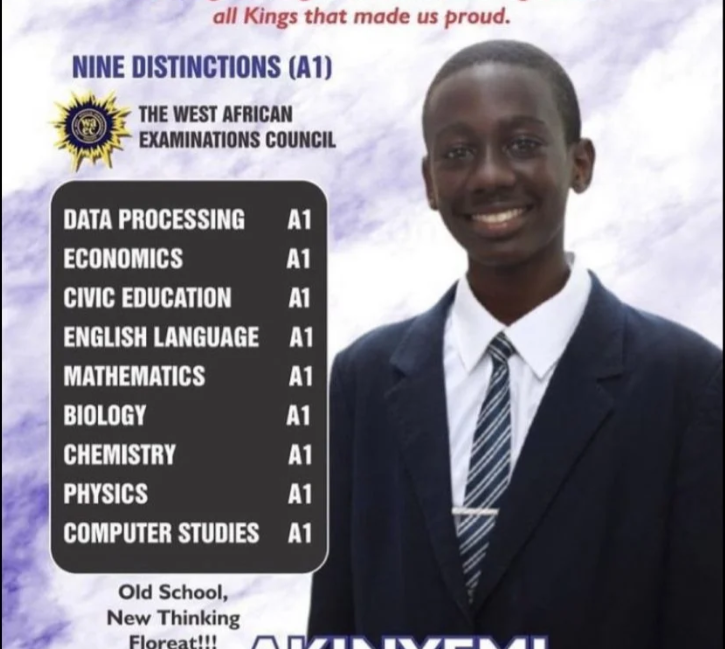 all Kings that made us proud.
NINE DISTINCTIONS (A1)
THE WEST AFRICAN
EXAMINATIONS COUNCIL
DATA PROCESSING A1
ECONOMICS A1
CIVIC EDUCATION A1
ENGLISH LANGUAGE A1
MATHEMATICS A1
BIOLOGY A1
CHEMISTRY A1
PHYSICS A1
COMPUTER STUDIES A1
Old School,
New Thinking
Floreat!!!
AKINYEMI